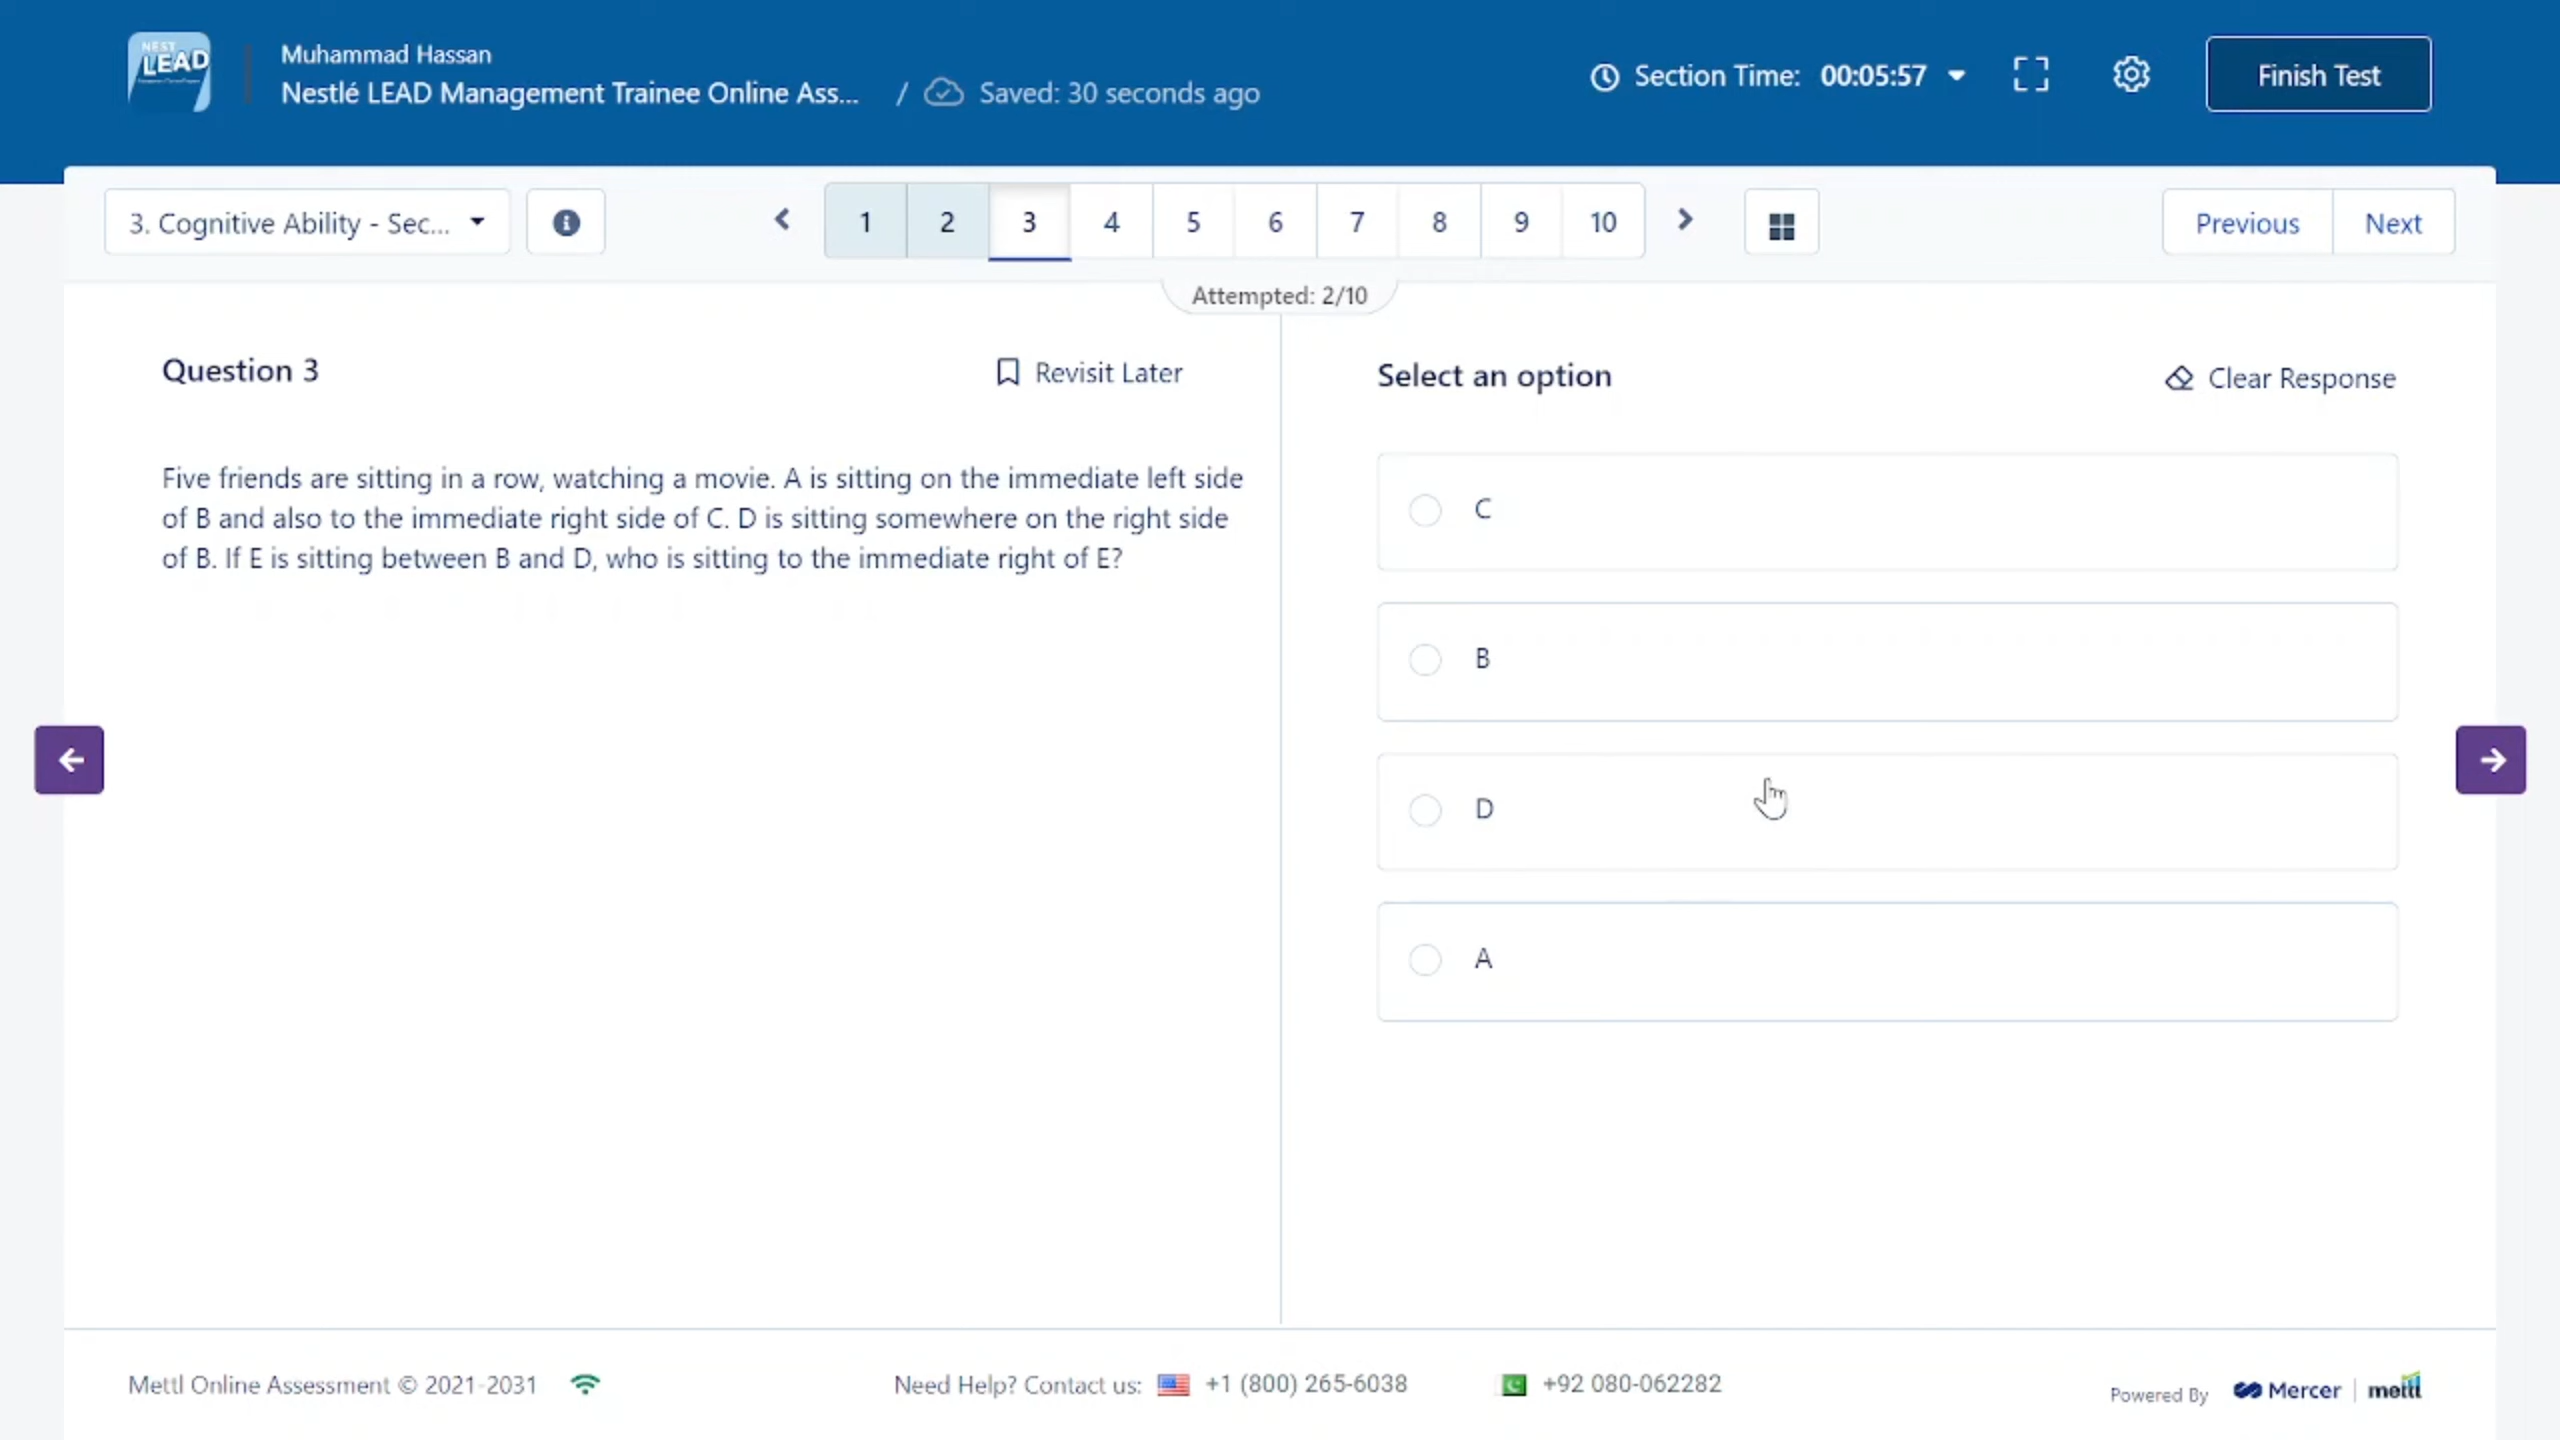 NEST
LEAD
Muhammad Hassan
Nestlé LEAD Management Trainee Online Ass... / Saved: 30 seconds ago
Section Time: 00:05:57
Finish Test
3. Cognitive Ability - Sec...
1 2 3 4 5 6 7 8 9 10
Previous Next
Attempted: 2/10
Question 3
Revisit Later
Five friends are sitting in a row, watching a movie. A is sitting on the immediate left side
of B and also to the immediate right side of C. D is sitting somewhere on the right side
of B. If E is sitting between B and D, who is sitting to the immediate right of E?
Select an option
Clear Response
C
B
D
A
Mettl Online Assessment © 2021-2031
Need Help? Contact us: +1 (800) 265-6038 +92 080-062282
Powered By Mercer | mettl